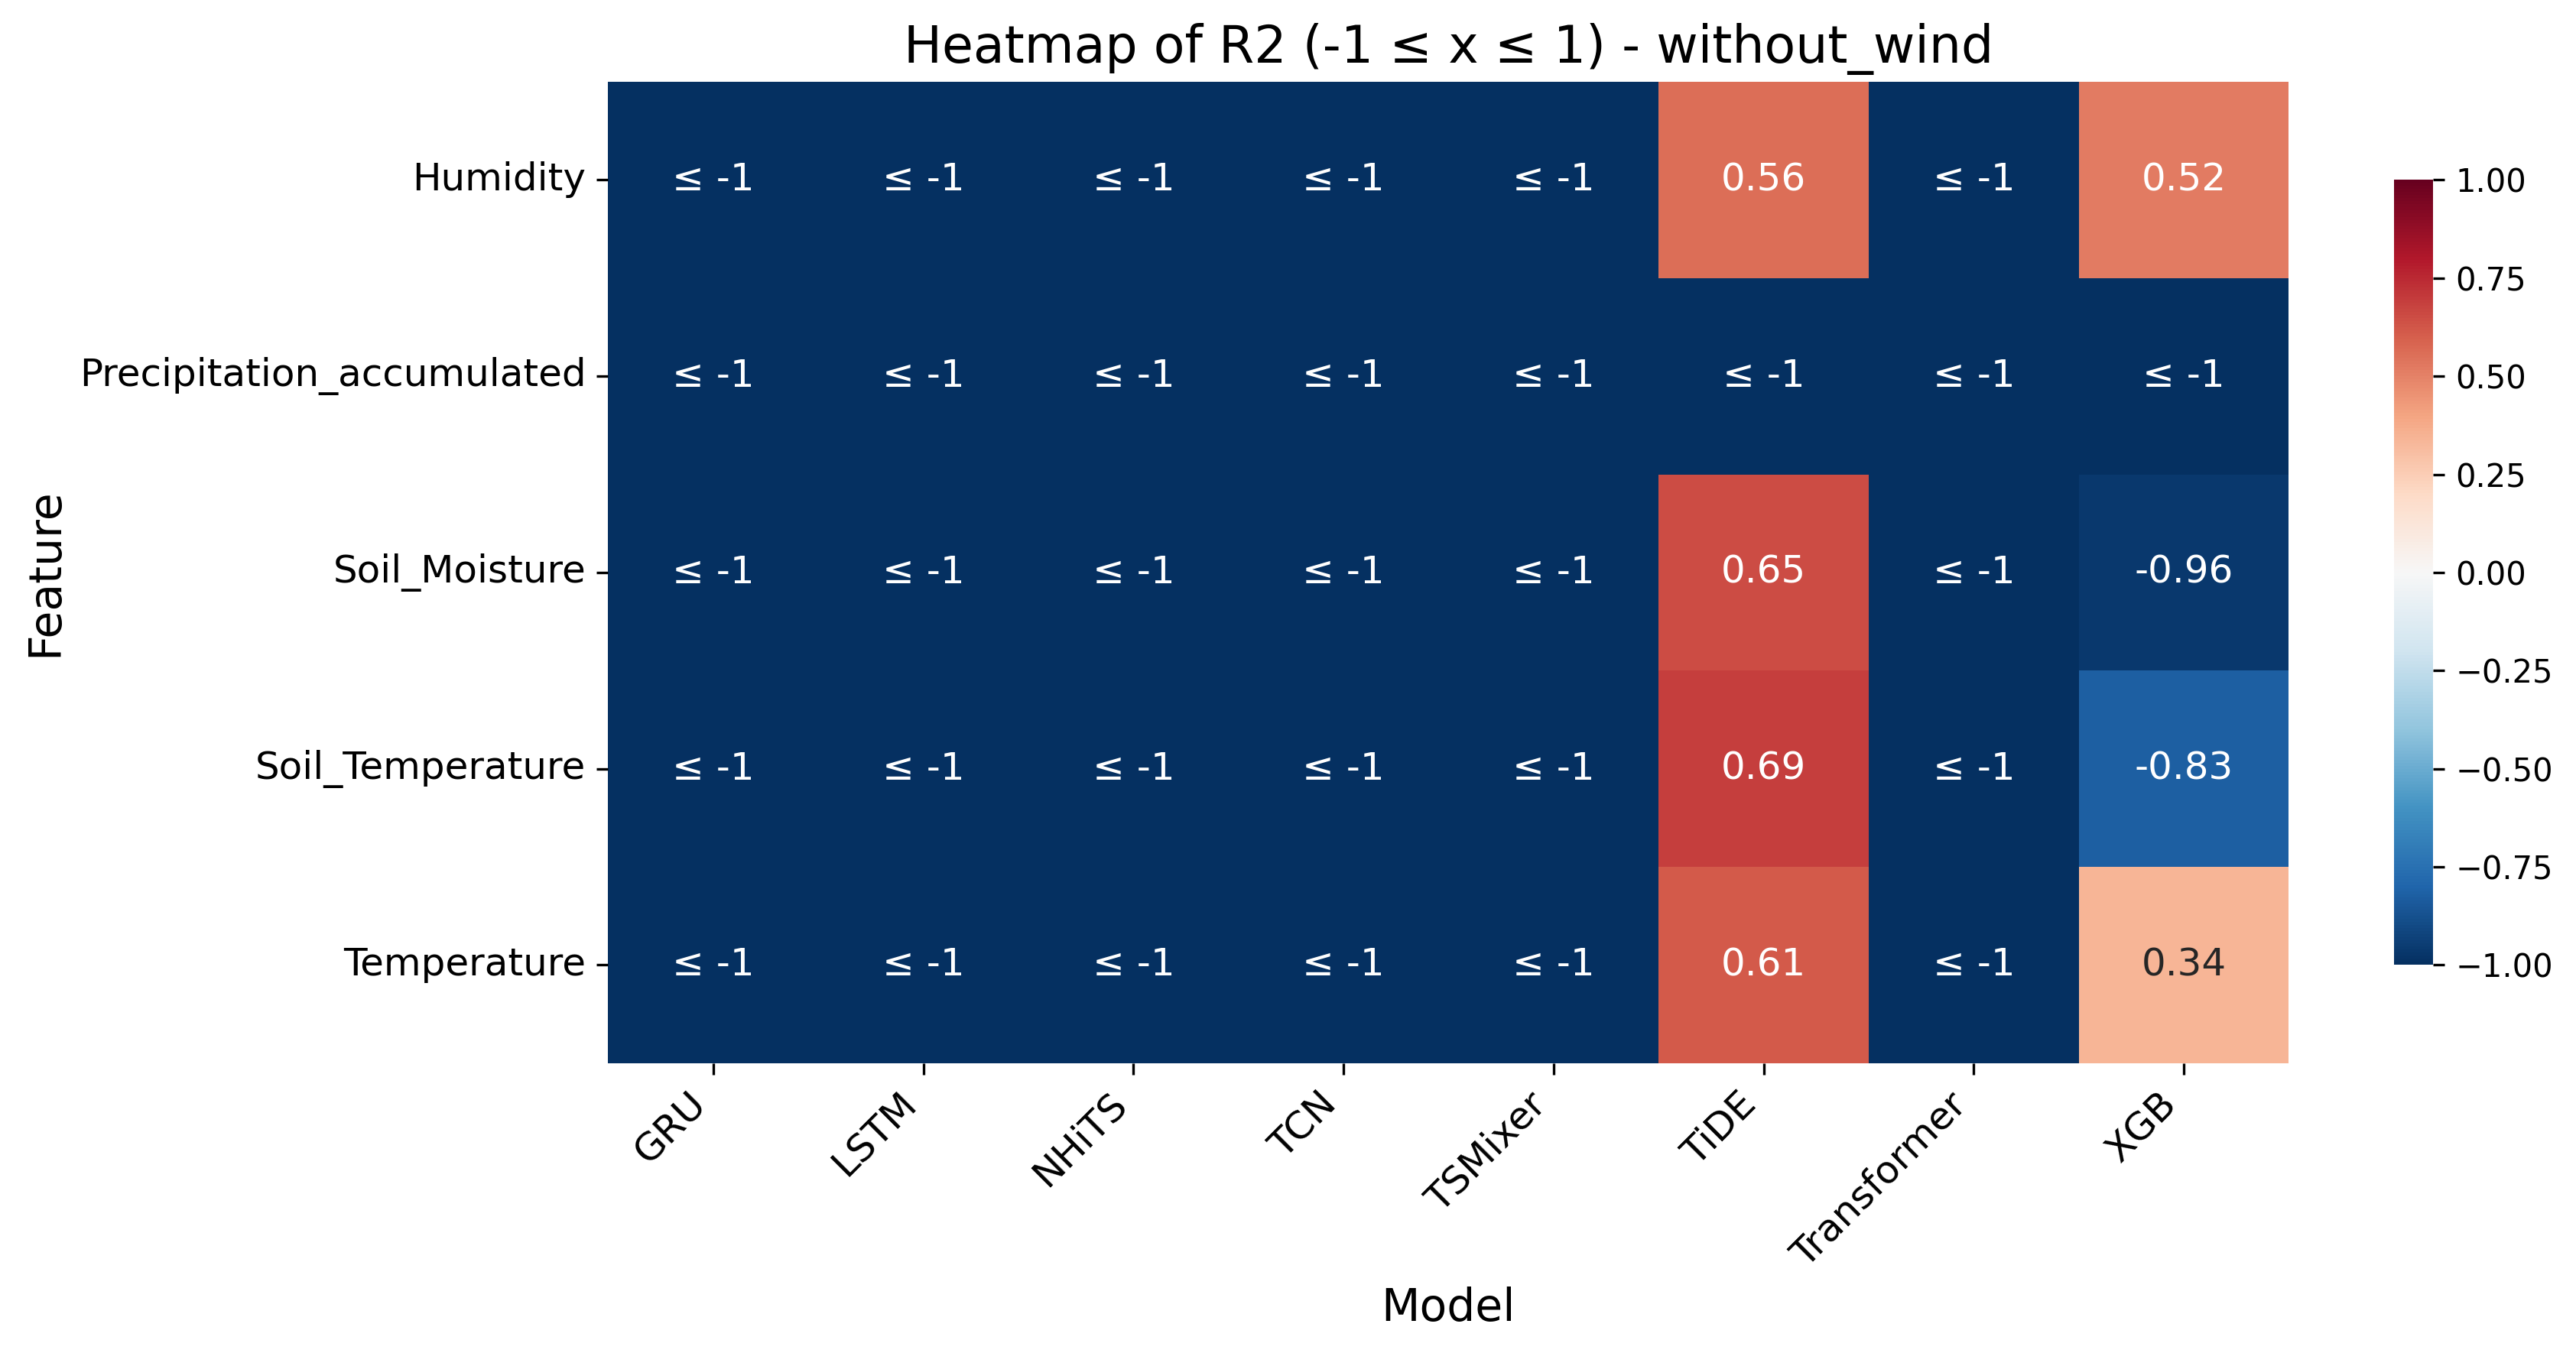 Heatmap of R2 (-1 ≤ x ≤ 1) - without_wind
Feature
Humidity ≤ -1 ≤ -1 ≤ -1 ≤ -1 ≤ -1 0.56 ≤ -1 0.52
Precipitation_accumulated ≤ -1 ≤ -1 ≤ -1 ≤ -1 ≤ -1 ≤ -1 ≤ -1 ≤ -1
Soil_Moisture ≤ -1 ≤ -1 ≤ -1 ≤ -1 ≤ -1 0.65 ≤ -1 -0.96
Soil_Temperature ≤ -1 ≤ -1 ≤ -1 ≤ -1 ≤ -1 0.69 ≤ -1 -0.83
Temperature ≤ -1 ≤ -1 ≤ -1 ≤ -1 ≤ -1 0.61 ≤ -1 0.34
GRU LSTM NHiTS TCN TSMixer TiDE Transformer XGB
Model
1.00
0.75
0.50
0.25
0.00
−0.25
−0.50
−0.75
−1.00